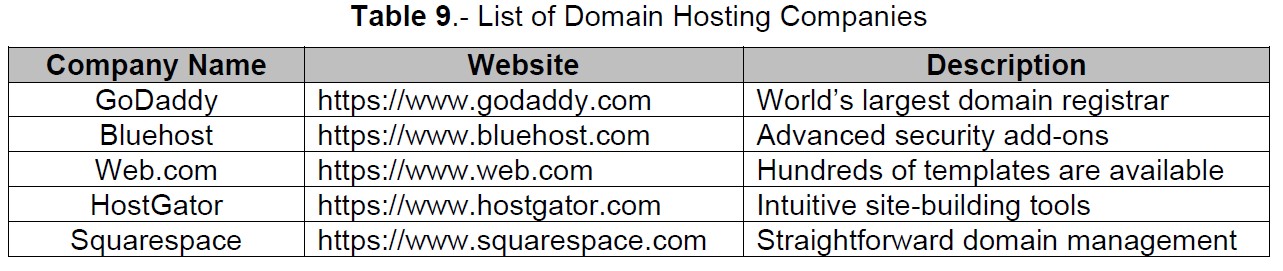 Table 9.- List of Domain Hosting Companies
Company Name Website Description
GoDaddy https://www.godaddy.com World’s largest domain registrar
Bluehost https://www.bluehost.com Advanced security add-ons
Web.com https://www.web.com Hundreds of templates are available
HostGator https://www.hostgator.com Intuitive site-building tools
Squarespace https://www.squarespace.com Straightforward domain management